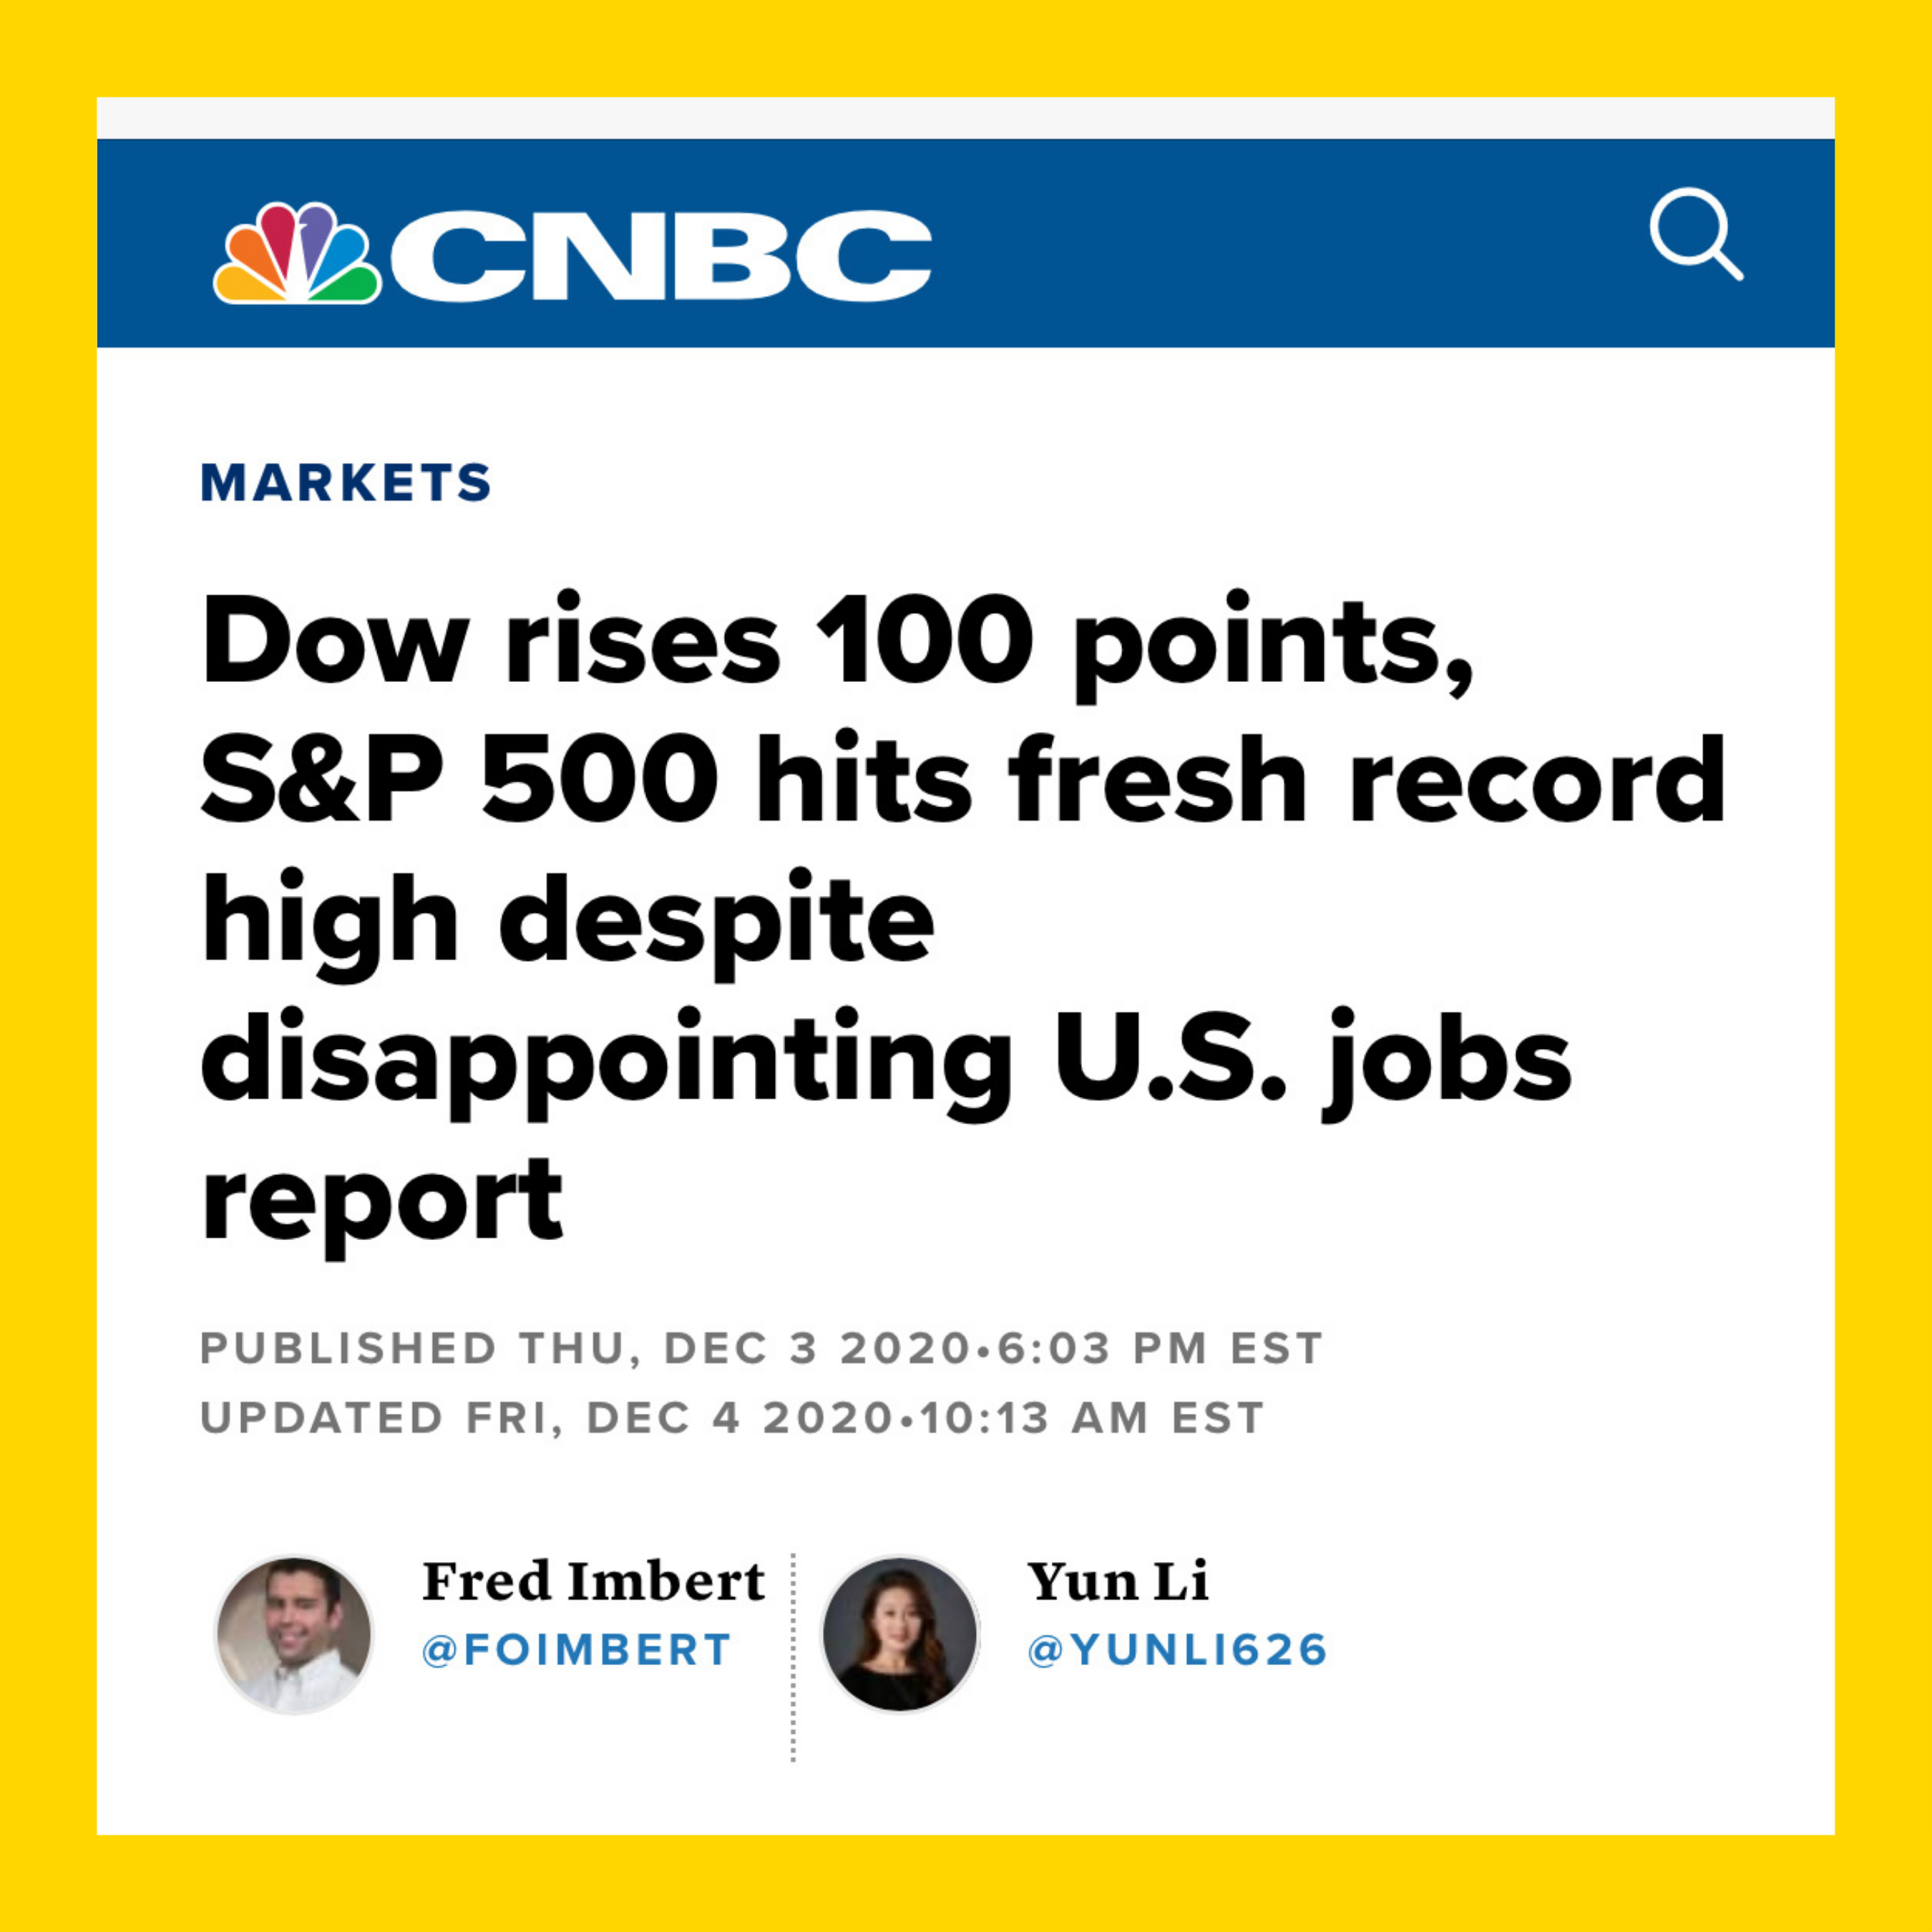 CNBC
MARKETS
Dow rises 100 points,
S&P 500 hits fresh record
high despite
disappointing U.S. jobs
report
PUBLISHED THU, DEC 3 2020•6:03 PM EST
UPDATED FRI, DEC 4 2020•10:13 AM EST
Fred Imbert
@FOIMBERT
Yun Li
@YUNLI626